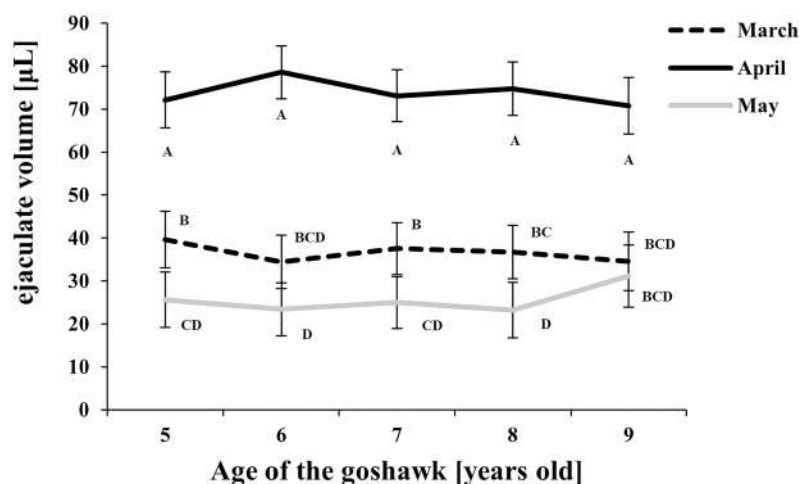 90
80
70
60
50
40
30
20
10
0
ejaculate volume [µL]
March
April
May
A
A
A
A
A
B
BCD
B
BC
BCD
CD
D
CD
D
BCD
5 6 7 8 9
Age of the goshawk [years old]